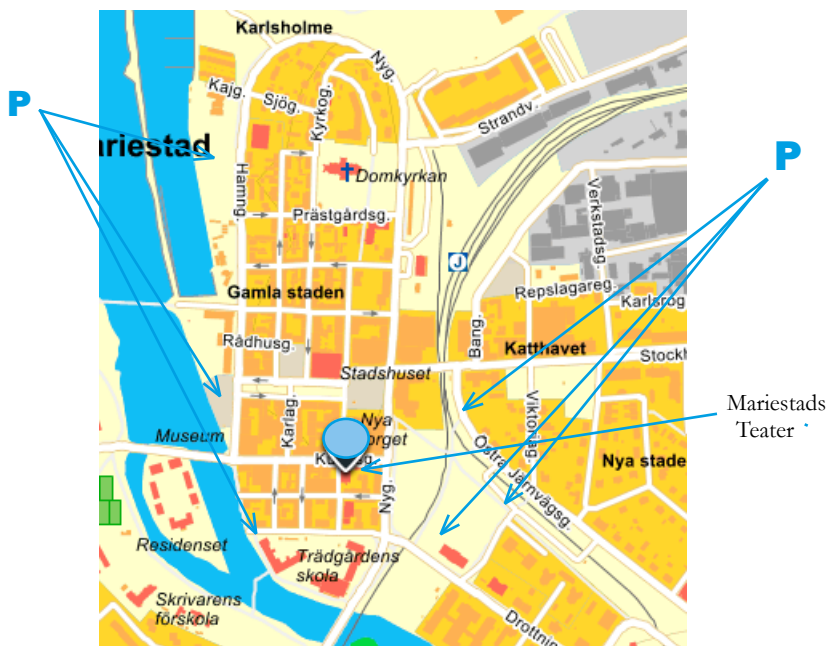 Karlsholme
Nyg.
Kajg.
Sjög.
Kyrkog.
Strandv.
P
P
ariestad
Hamng.
Domkyrkan
Prästgårdsg.
Verkstadsg.
J
Gamla staden
Repslagareg.
Karlsrog
Bang.
Rådhusg.
Katthavet
Stockh
Stadshuset
Karlag.
Viktoriag.
Mariestads
Teater
Museum
Nya
orget
Nyg.
Östra Järnvägsg.
Nya stade
Residenset
Trädgårdens
skola
Skrivarens
förskola
Drottnin